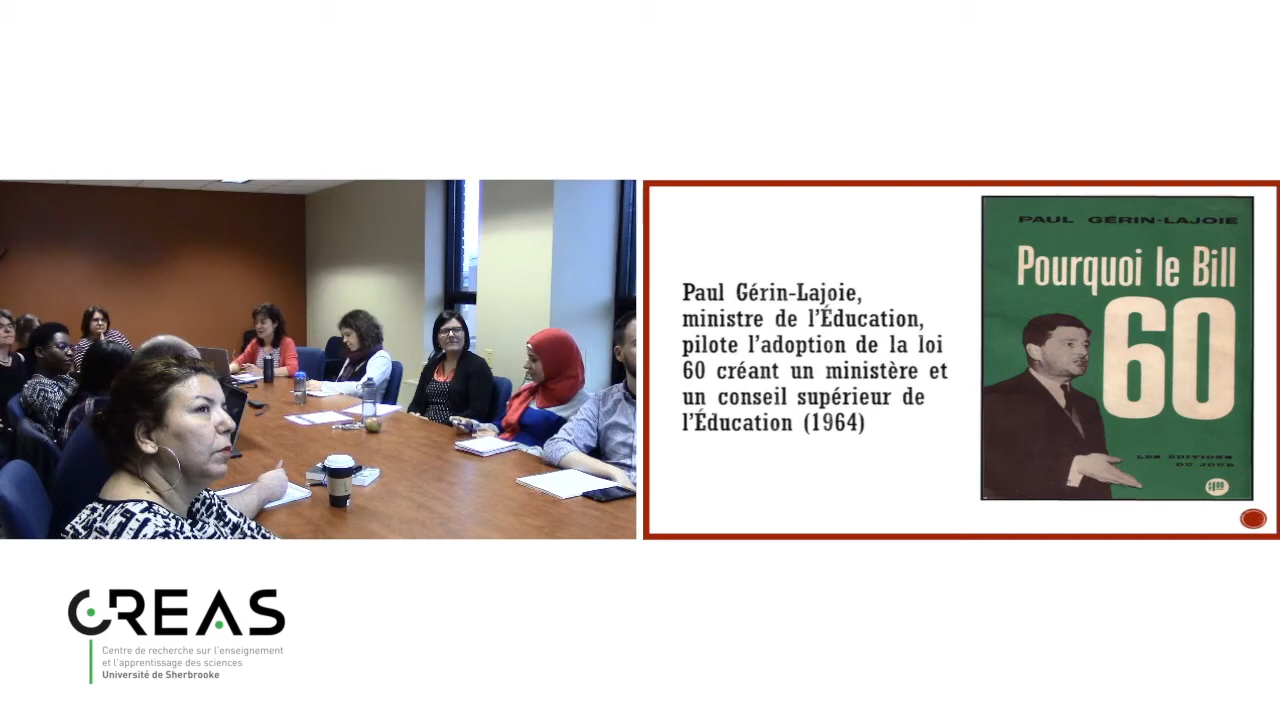 Paul Gérin-Lajoie,
ministre de l'Éducation,
pilote l'adoption de la loi
60 créant un ministère et
un conseil supérieur de
l'Éducation (1964)
PAUL GÉRIN-LAJOIE
Pourquoi le Bill
60
LES ÉDITIONS
DU JOUR
CREAS
Centre de recherche sur l'enseignement
et l'apprentissage des sciences
Université de Sherbrooke